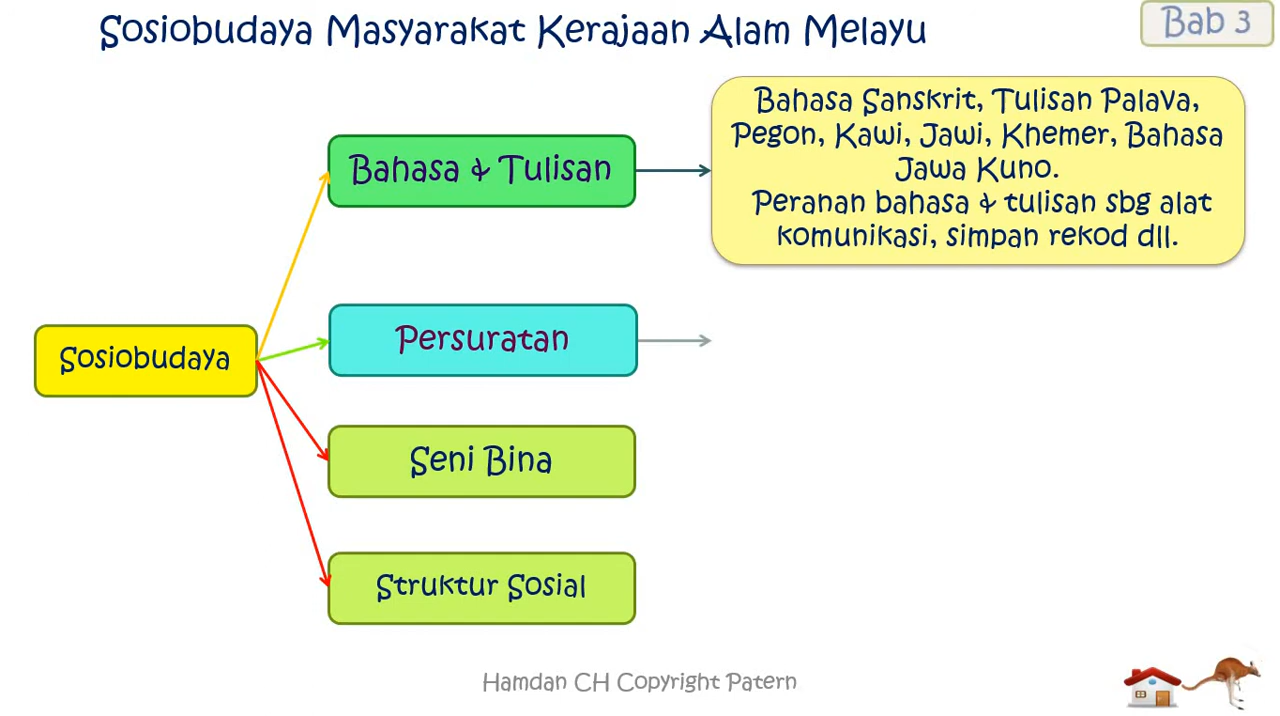 Sosiobudaya Masyarakat Kerajaan Alam Melayu
Bab 3
Bahasa Sanskrit, Tulisan Palava,
Pegon, Kawi, Jawi, Khemer, Bahasa
Jawa Kuno.
Peranan bahasa & tulisan sbg alat
komunikasi, simpan rekod dll.
Bahasa & Tulisan
Persuratan
Sosiobudaya
Seni Bina
Struktur Sosial
Hamdan CH Copyright Patern